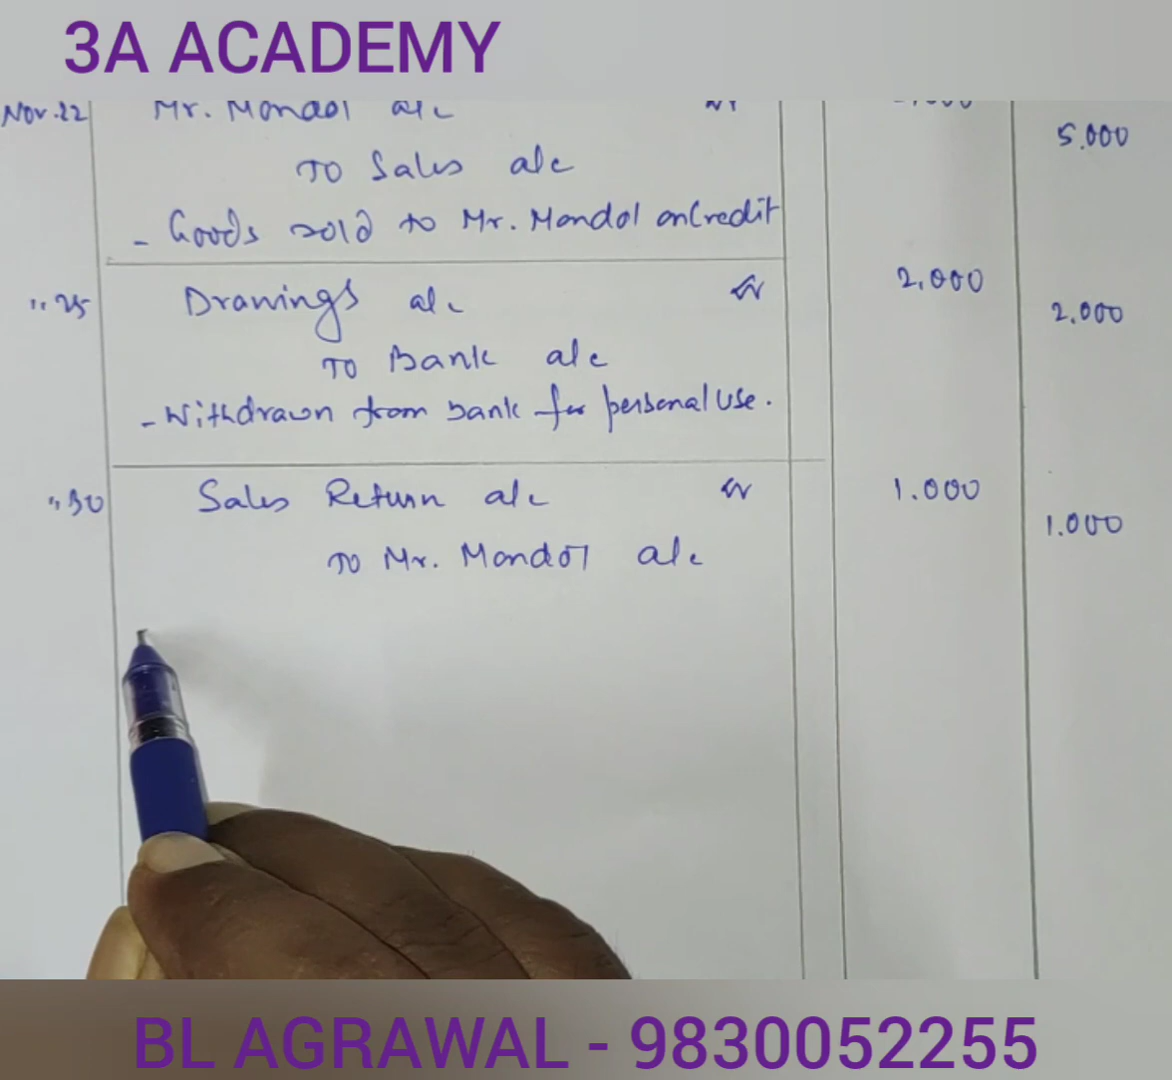 3A ACADEMY
Nov.22 Mr. Mondol a/c
5.000
To Sales a/c
- Goods sold to Mr. Mondol on Credit
" 25 Drawings a/c Dr 2,000
2.000
To Bank a/c
- Withdrawn from bank for personal use.
" 30 Sales Return a/c Dr 1.000
1.000
To Mr. Mondol a/c
BL AGRAWAL - 9830052255